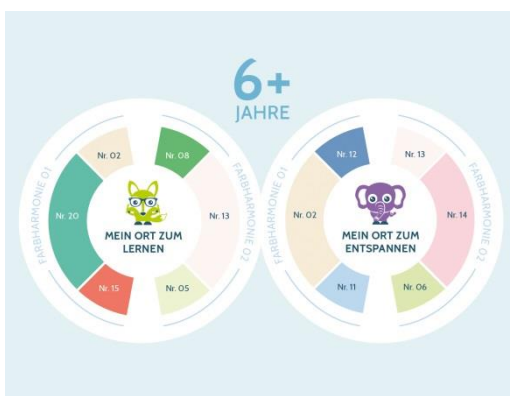 6+
JAHRE
FARBHARMONIE 01
Nr. 02
Nr. 20
Nr. 15
MEIN ORT ZUM
LERNEN
Nr. 08
Nr. 13
Nr. 05
FARBHARMONIE 02
FARBHARMONIE 01
Nr. 12
Nr. 02
Nr. 11
MEIN ORT ZUM
ENTSPANNEN
Nr. 13
Nr. 14
Nr. 06
FARBHARMONIE 02